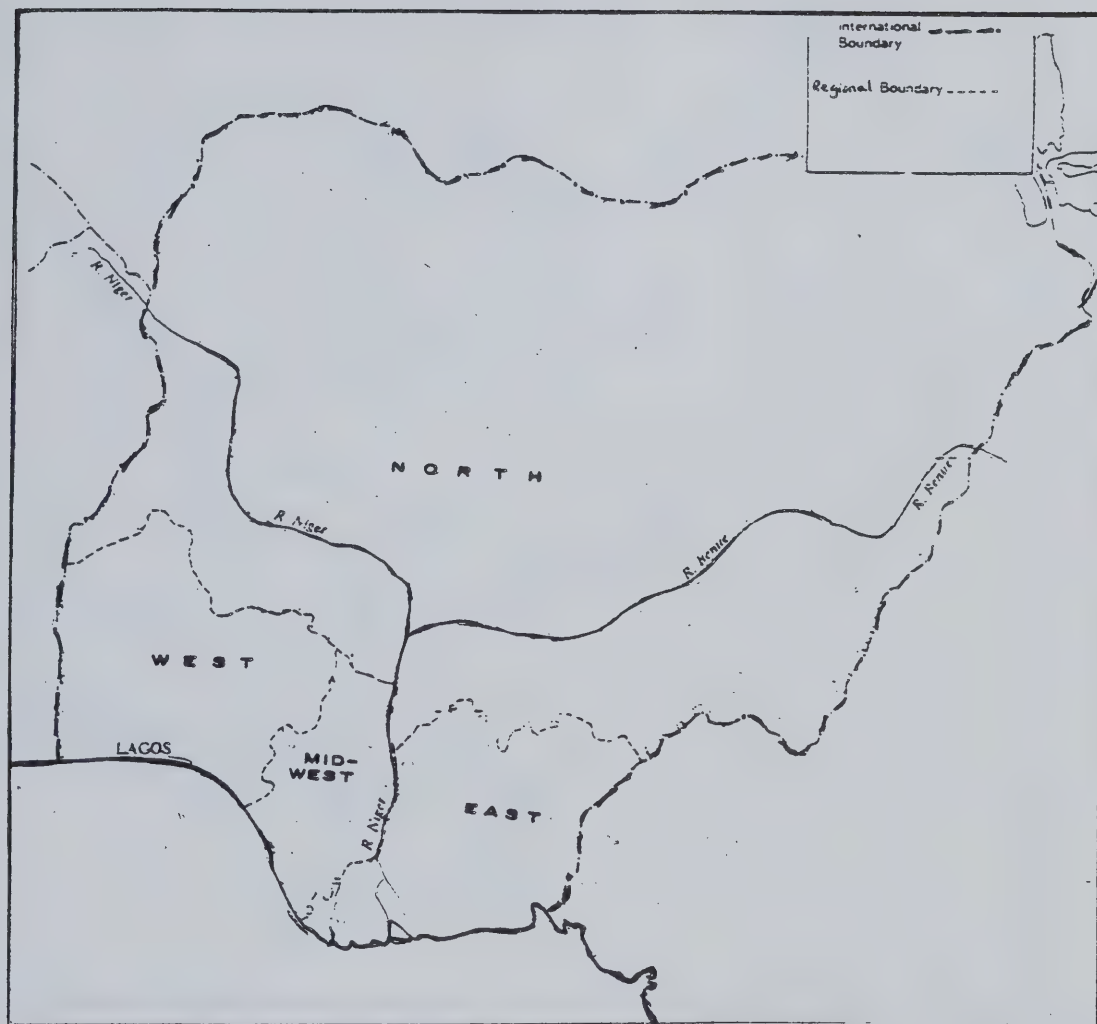 International
Boundary
Regional Boundary
R. Niger
NORTH
R. Niger
R. Benue
R. Benue
WEST
LAGOS
MID-
WEST
EAST
R. Niger